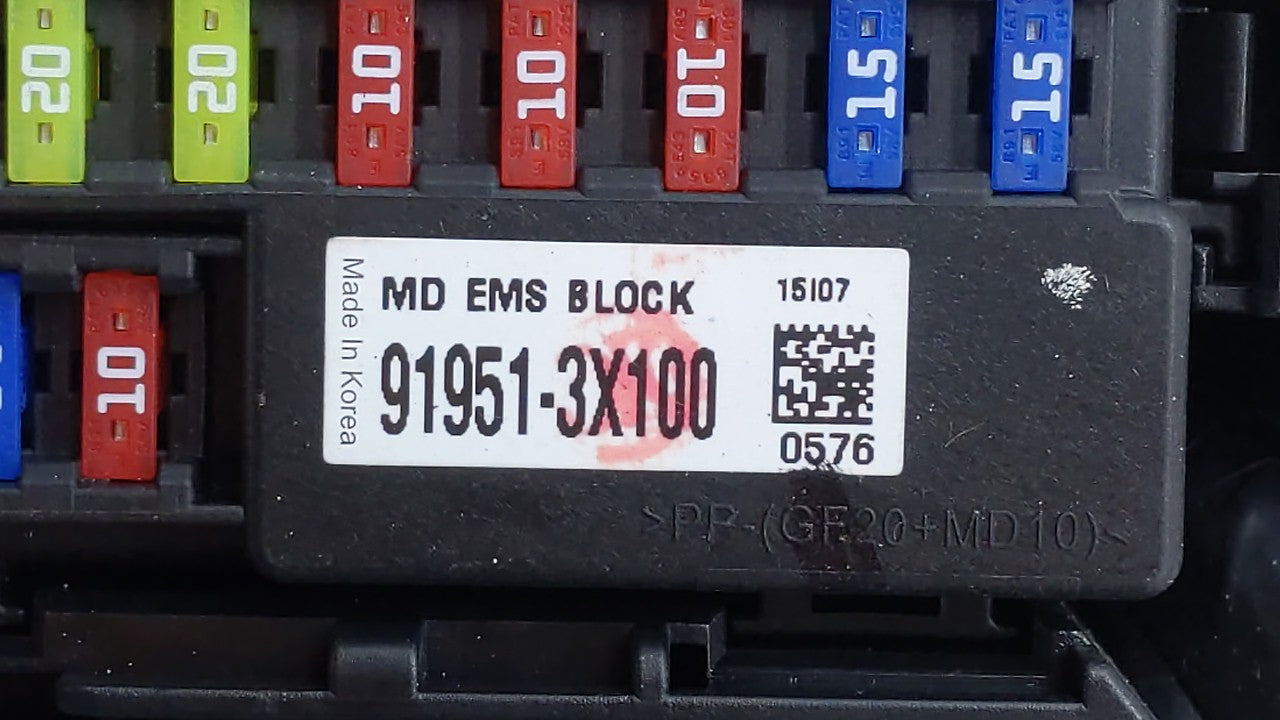 20 20 10 10 10 15 15
10
Made In Korea
MD EMS BLOCK 15I07
91951-3X100
0576
>PP-(GF20+MD10)<